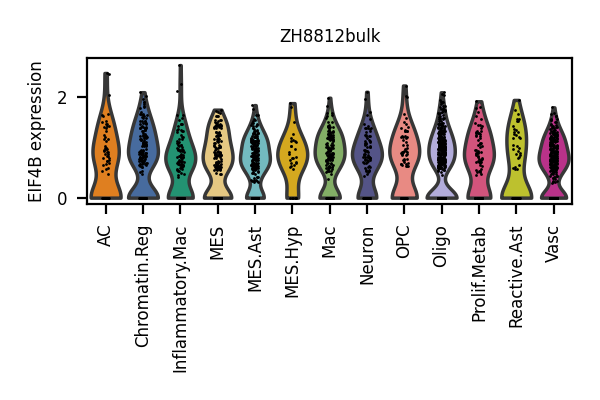 ZH8812bulk
EIF4B expression
2
0
AC
Chromatin.Reg
Inflammatory.Mac
MES
MES.Ast
MES.Hyp
Mac
Neuron
OPC
Oligo
Prolif.Metab
Reactive.Ast
Vasc